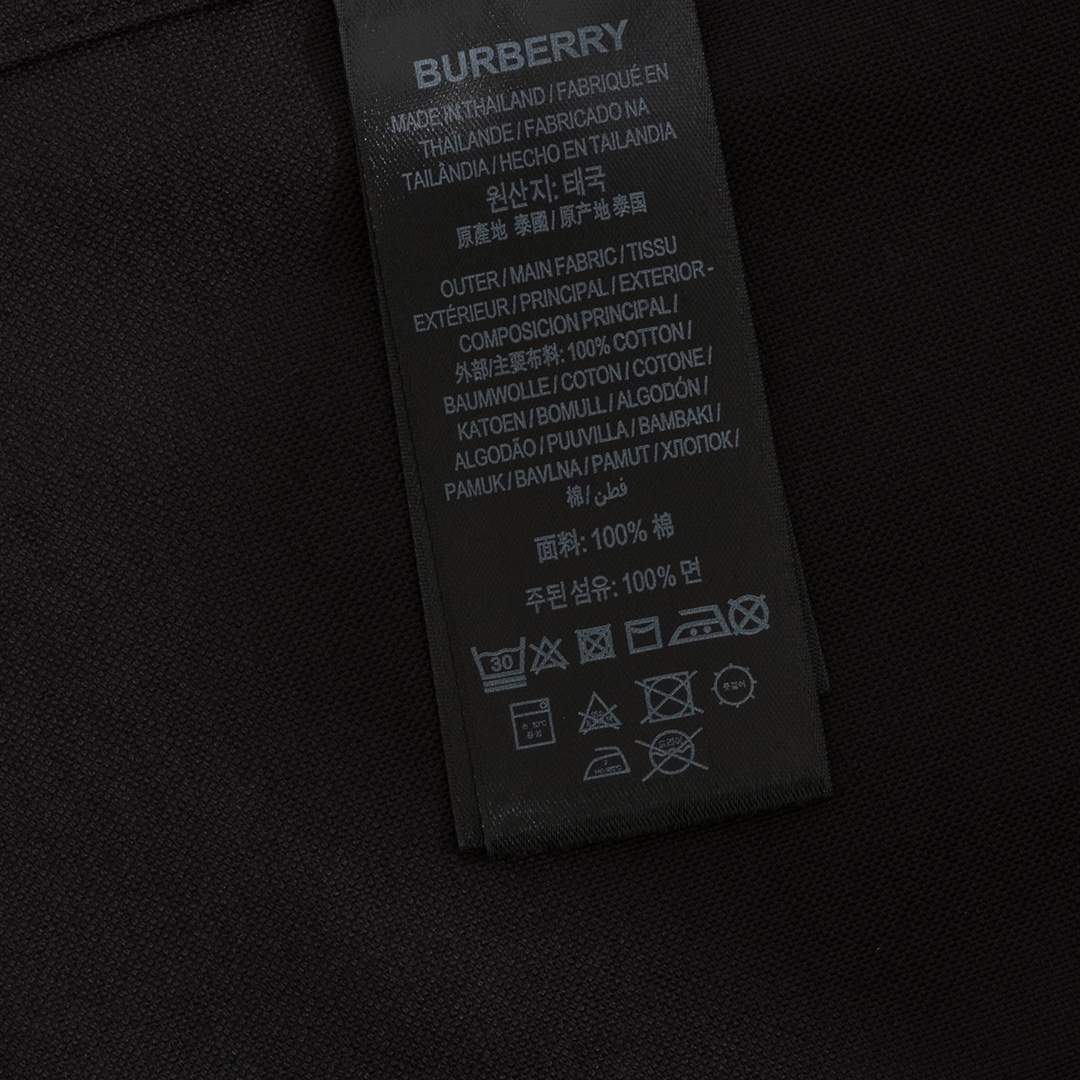 BURBERRY
MADE IN THAILAND / FABRIQUÉ EN
THAÏLANDE / FABRICADO NA
TAILÀNDIA / HECHO EN TAILANDIA
원산지: 태국
原產地 泰國 / 原产地 泰国
OUTER / MAIN FABRIC / TISSU
EXTÉRIEUR / PRINCIPAL / EXTERIOR -
COMPOSICION PRINCIPAL /
外部/主要布料: 100% COTTON /
BAUMWOLLE / COTON / COTONE /
KATOEN / BOMULL / ALGODÓN /
ALGODÃO / PUUVILLA / BAMBAKI /
PAMUK / BAVLNA / PAMUT / ХЛОПОК /
棉 / قطن
面料: 100% 棉
주된 섬유: 100% 면
30